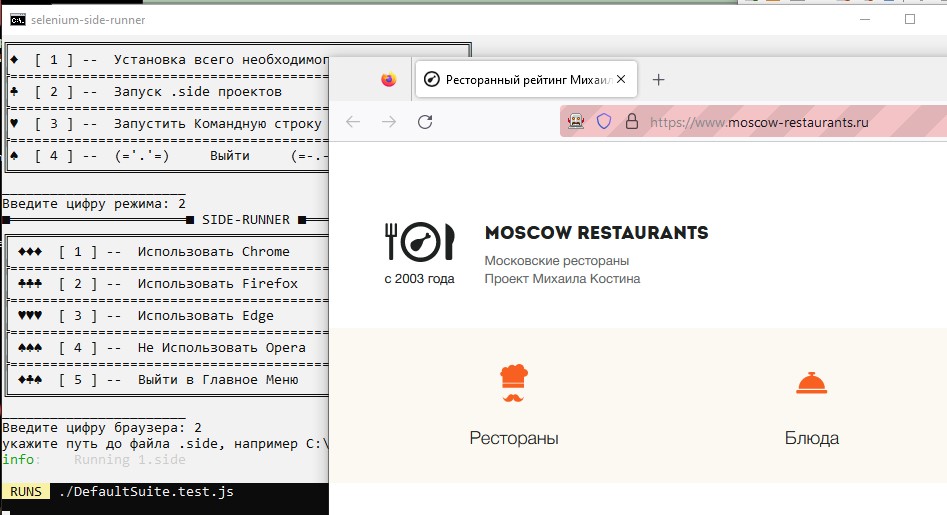 selenium-side-runner
♦ [ 1 ] -- Установка всего необходимог
♣ [ 2 ] -- Запуск .side проектов
♥ [ 3 ] -- Запустить Командную строку
♠ [ 4 ] -- (='.'=) Выйти (=-.-
Введите цифру режима: 2
SIDE-RUNNER
♦♦♦ [ 1 ] -- Использовать Chrome
♣♣♣ [ 2 ] -- Использовать Firefox
♥♥♥ [ 3 ] -- Использовать Edge
♠♠♠ [ 4 ] -- Не Использовать Opera
♦♣♠ [ 5 ] -- Выйти в Главное Меню
Введите цифру браузера: 2
укажите путь до файла .side, например C:\
info: Running 1.side
RUNS ./DefaultSuite.test.js
Ресторанный рейтинг Михаил
https://www.moscow-restaurants.ru
MOSCOW RESTAURANTS
Московские рестораны
Проект Михаила Костина
с 2003 года
Рестораны
Блюда